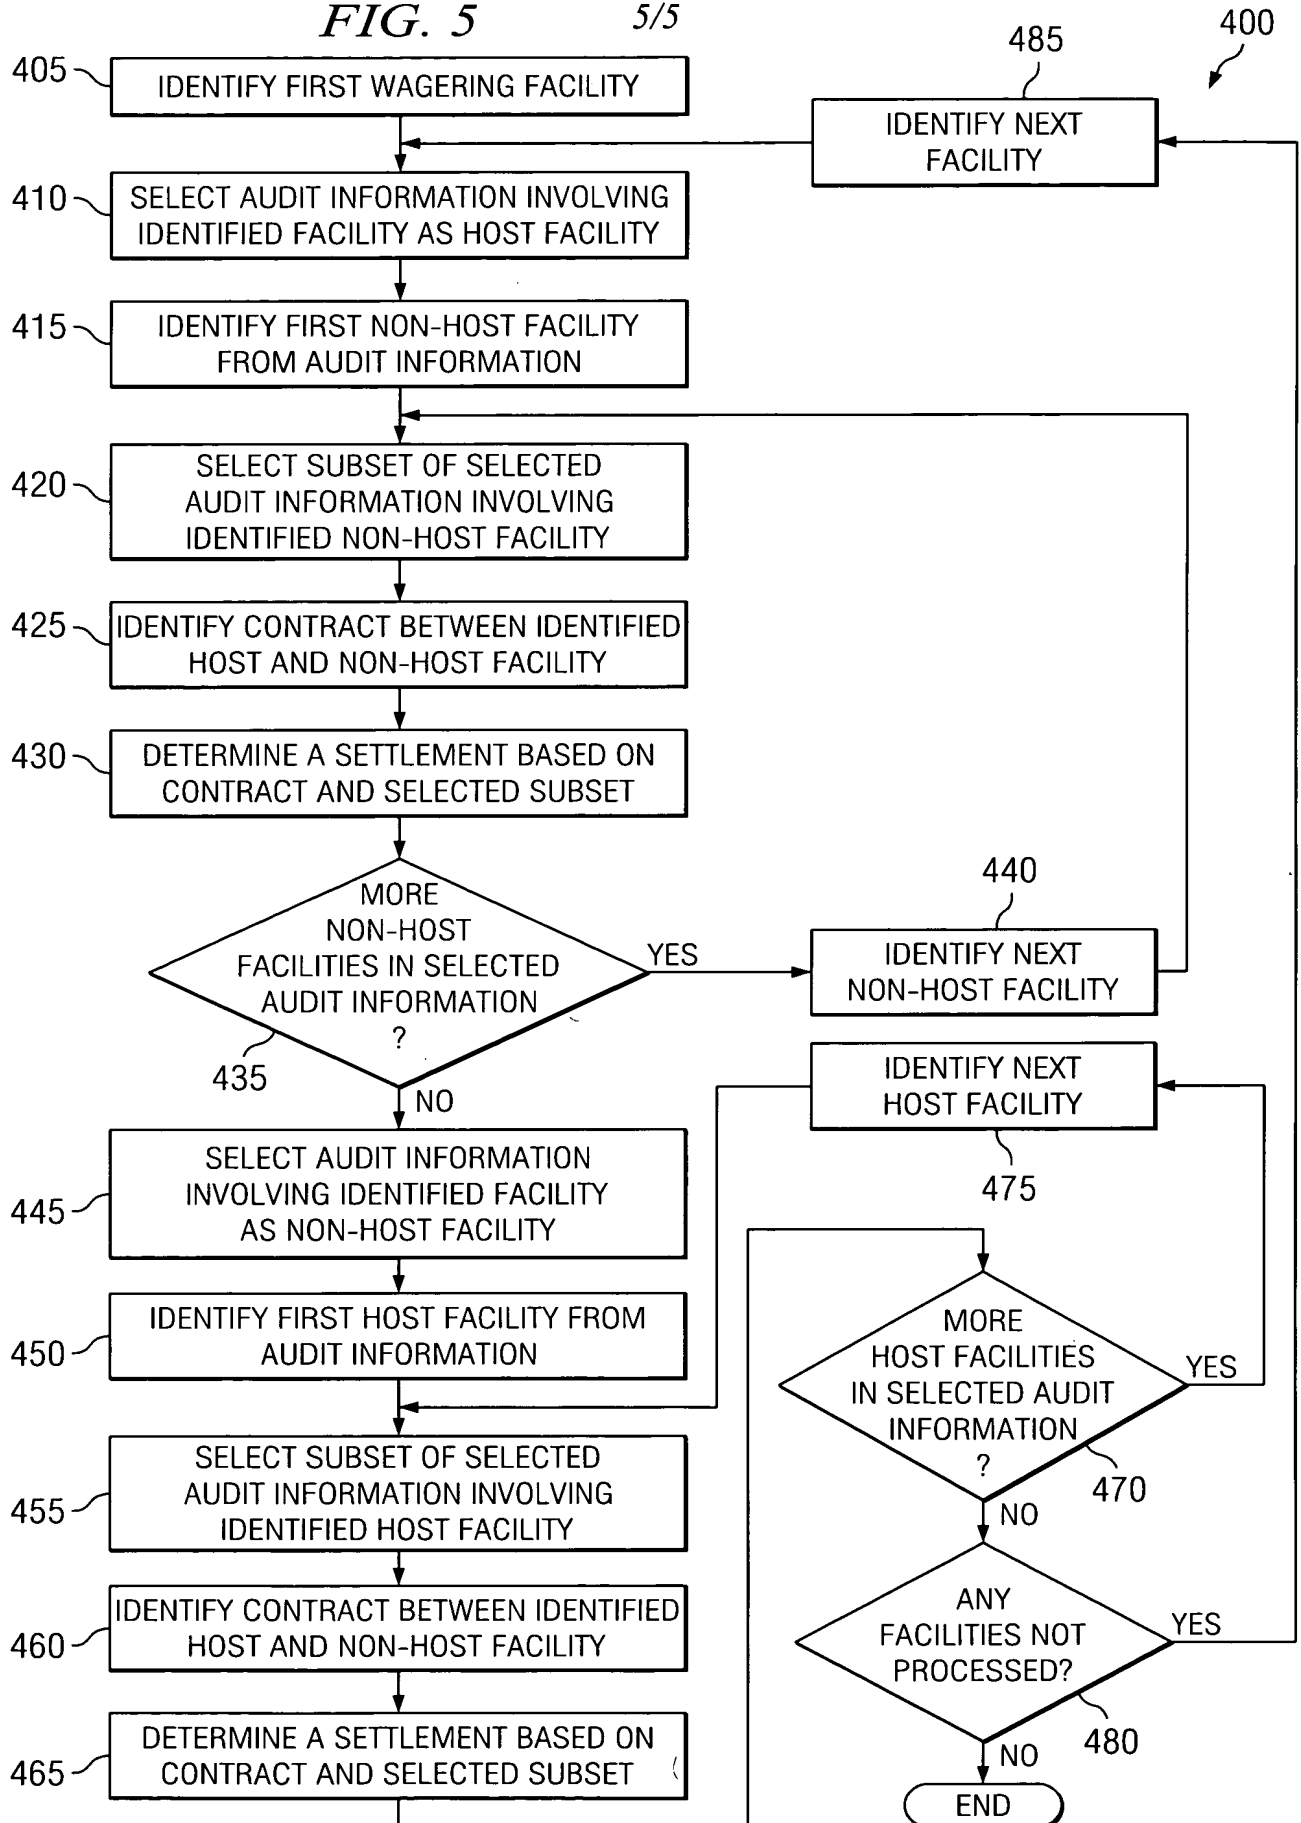 FIG. 5
5/5
400
405
IDENTIFY FIRST WAGERING FACILITY
485
IDENTIFY NEXT
FACILITY
410
SELECT AUDIT INFORMATION INVOLVING
IDENTIFIED FACILITY AS HOST FACILITY
415
IDENTIFY FIRST NON-HOST FACILITY
FROM AUDIT INFORMATION
420
SELECT SUBSET OF SELECTED
AUDIT INFORMATION INVOLVING
IDENTIFIED NON-HOST FACILITY
425
IDENTIFY CONTRACT BETWEEN IDENTIFIED
HOST AND NON-HOST FACILITY
430
DETERMINE A SETTLEMENT BASED ON
CONTRACT AND SELECTED SUBSET
MORE
NON-HOST
FACILITIES IN SELECTED
AUDIT INFORMATION
?
435
YES
NO
440
IDENTIFY NEXT
NON-HOST FACILITY
IDENTIFY NEXT
HOST FACILITY
475
445
SELECT AUDIT INFORMATION
INVOLVING IDENTIFIED FACILITY
AS NON-HOST FACILITY
450
IDENTIFY FIRST HOST FACILITY FROM
AUDIT INFORMATION
455
SELECT SUBSET OF SELECTED
AUDIT INFORMATION INVOLVING
IDENTIFIED HOST FACILITY
460
IDENTIFY CONTRACT BETWEEN IDENTIFIED
HOST AND NON-HOST FACILITY
465
DETERMINE A SETTLEMENT BASED ON
CONTRACT AND SELECTED SUBSET
MORE
HOST FACILITIES
IN SELECTED AUDIT
INFORMATION
?
YES
470
NO
ANY
FACILITIES NOT
PROCESSED?
YES
480
NO
END